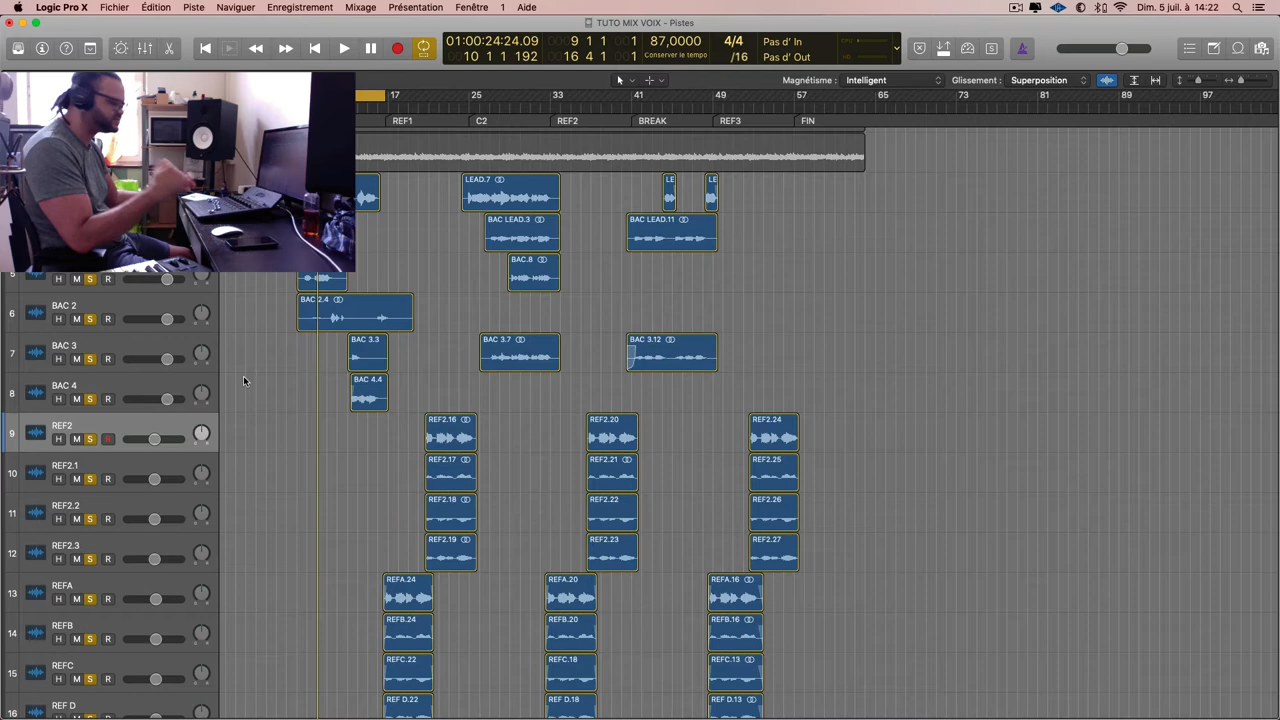 Logic Pro X Fichier Édition Piste Naviguer Enregistrement Mixage Présentation Fenêtre 1 Aide Dim. 5 juil. à 14:22
TUTO MIX VOIX - Pistes
01:00:24:24.09 9 1 1 1 87,0000 4/4 Pas d' In
10 1 1 192 16 4 1 1 Conserver le tempo /16 Pas d'Out
CPU
Magnétisme : Intelligent Glissement : Superposition
17 25 33 41 49 57 65 73 81 89 97
REF1 C2 REF2 BREAK REF3 FIN
LEAD.7 LE LE
BAC LEAD.3 BAC LEAD.11
BAC.8
5 H M S R
6 BAC 2 H M S R BAC 2.4
7 BAC 3 H M S R BAC 3.3 BAC 3.7 BAC 3.12
8 BAC 4 H M S R BAC 4.4
9 REF2 H M S R REF2.16 REF2.20 REF2.24
10 REF2.1 H M S R REF2.17 REF2.21 REF2.25
11 REF2.2 H M S R REF2.18 REF2.22 REF2.26
12 REF2.3 H M S R REF2.19 REF2.23 REF2.27
13 REFA H M S R REFA.24 REFA.20 REFA.16
14 REFB H M S R REFB.24 REFB.20 REFB.16
15 REFC H M S R REFC.22 REFC.18 REFC.13
16 REF D REF D.22 REF D.18 REF D.13